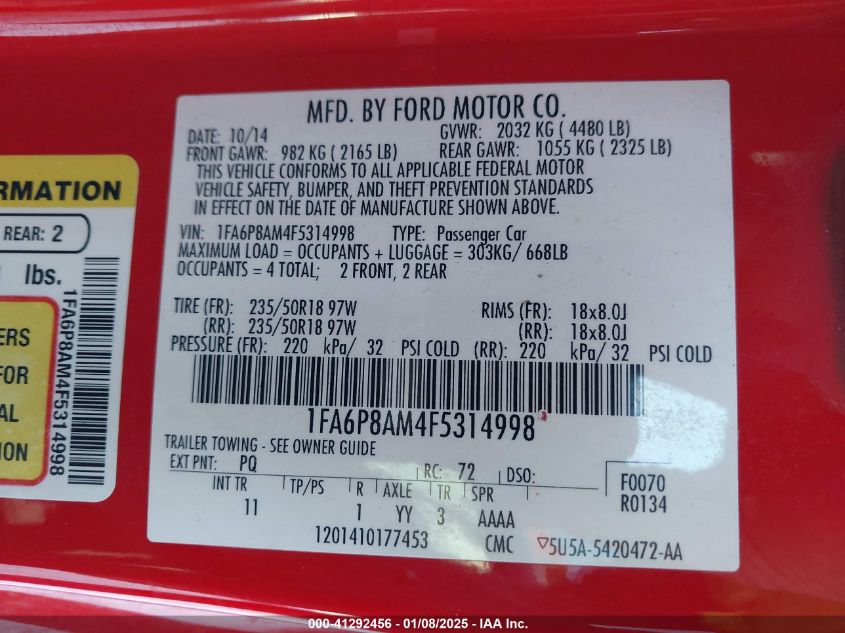 RMATION
REAR: 2
lbs.
1FA6P8AM4F5314998
ERS
FOR
AL
ION
MFD. BY FORD MOTOR CO.
DATE: 10/14 GVWR: 2032 KG ( 4480 LB)
FRONT GAWR: 982 KG ( 2165 LB) REAR GAWR: 1055 KG ( 2325 LB)
THIS VEHICLE CONFORMS TO ALL APPLICABLE FEDERAL MOTOR
VEHICLE SAFETY, BUMPER, AND THEFT PREVENTION STANDARDS
IN EFFECT ON THE DATE OF MANUFACTURE SHOWN ABOVE.
VIN: 1FA6P8AM4F5314998 TYPE: Passenger Car
MAXIMUM LOAD = OCCUPANTS + LUGGAGE = 303KG/ 668LB
OCCUPANTS = 4 TOTAL; 2 FRONT, 2 REAR
TIRE (FR): 235/50R18 97W RIMS (FR): 18x8.0J
(RR): 235/50R18 97W (RR): 18x8.0J
PRESSURE (FR): 220 kPa/ 32 PSI COLD (RR): 220 kPa/ 32 PSI COLD
1FA6P8AM4F5314998
TRAILER TOWING - SEE OWNER GUIDE
EXT PNT: PQ RC: 72 DSO: F0070
INT TR TP/PS R AXLE TR SPR R0134
11 1 YY 3 AAAA
1201410177453 CMC 5U5A-5420472-AA
000-41292456 - 01/08/2025 - IAA Inc.